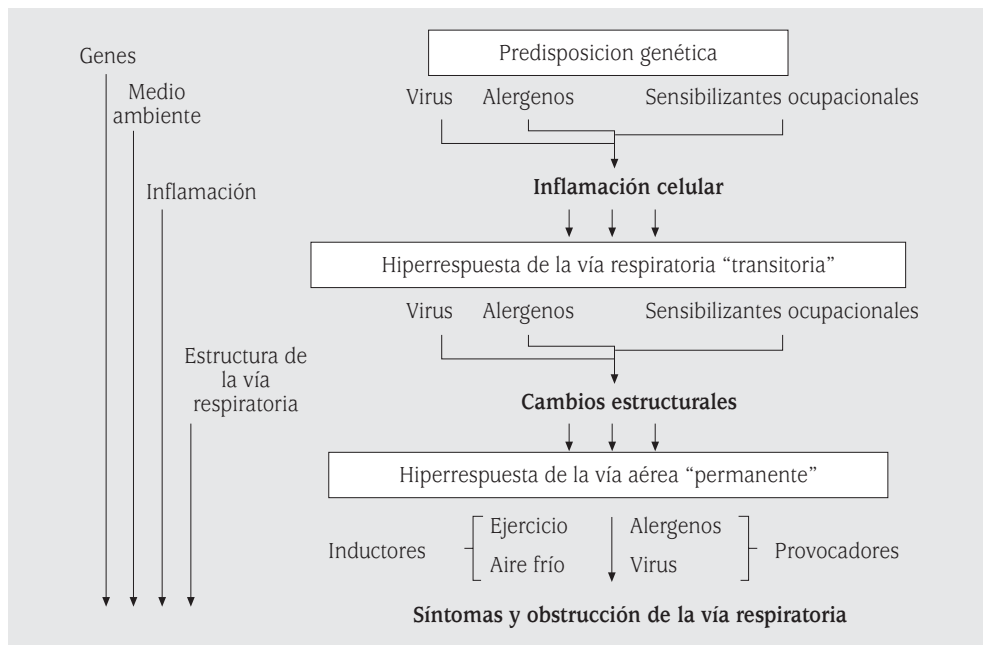 Genes
Medio
ambiente
Inflamación
Estructura de
la vía
respiratoria
Predisposicion genética
Virus Alergenos Sensibilizantes ocupacionales
Inflamación celular
Hiperrespuesta de la vía respiratoria “transitoria”
Virus Alergenos Sensibilizantes ocupacionales
Cambios estructurales
Hiperrespuesta de la vía aérea “permanente”
Inductores
Ejercicio
Aire frío
Alergenos
Virus
Provocadores
Síntomas y obstrucción de la vía respiratoria